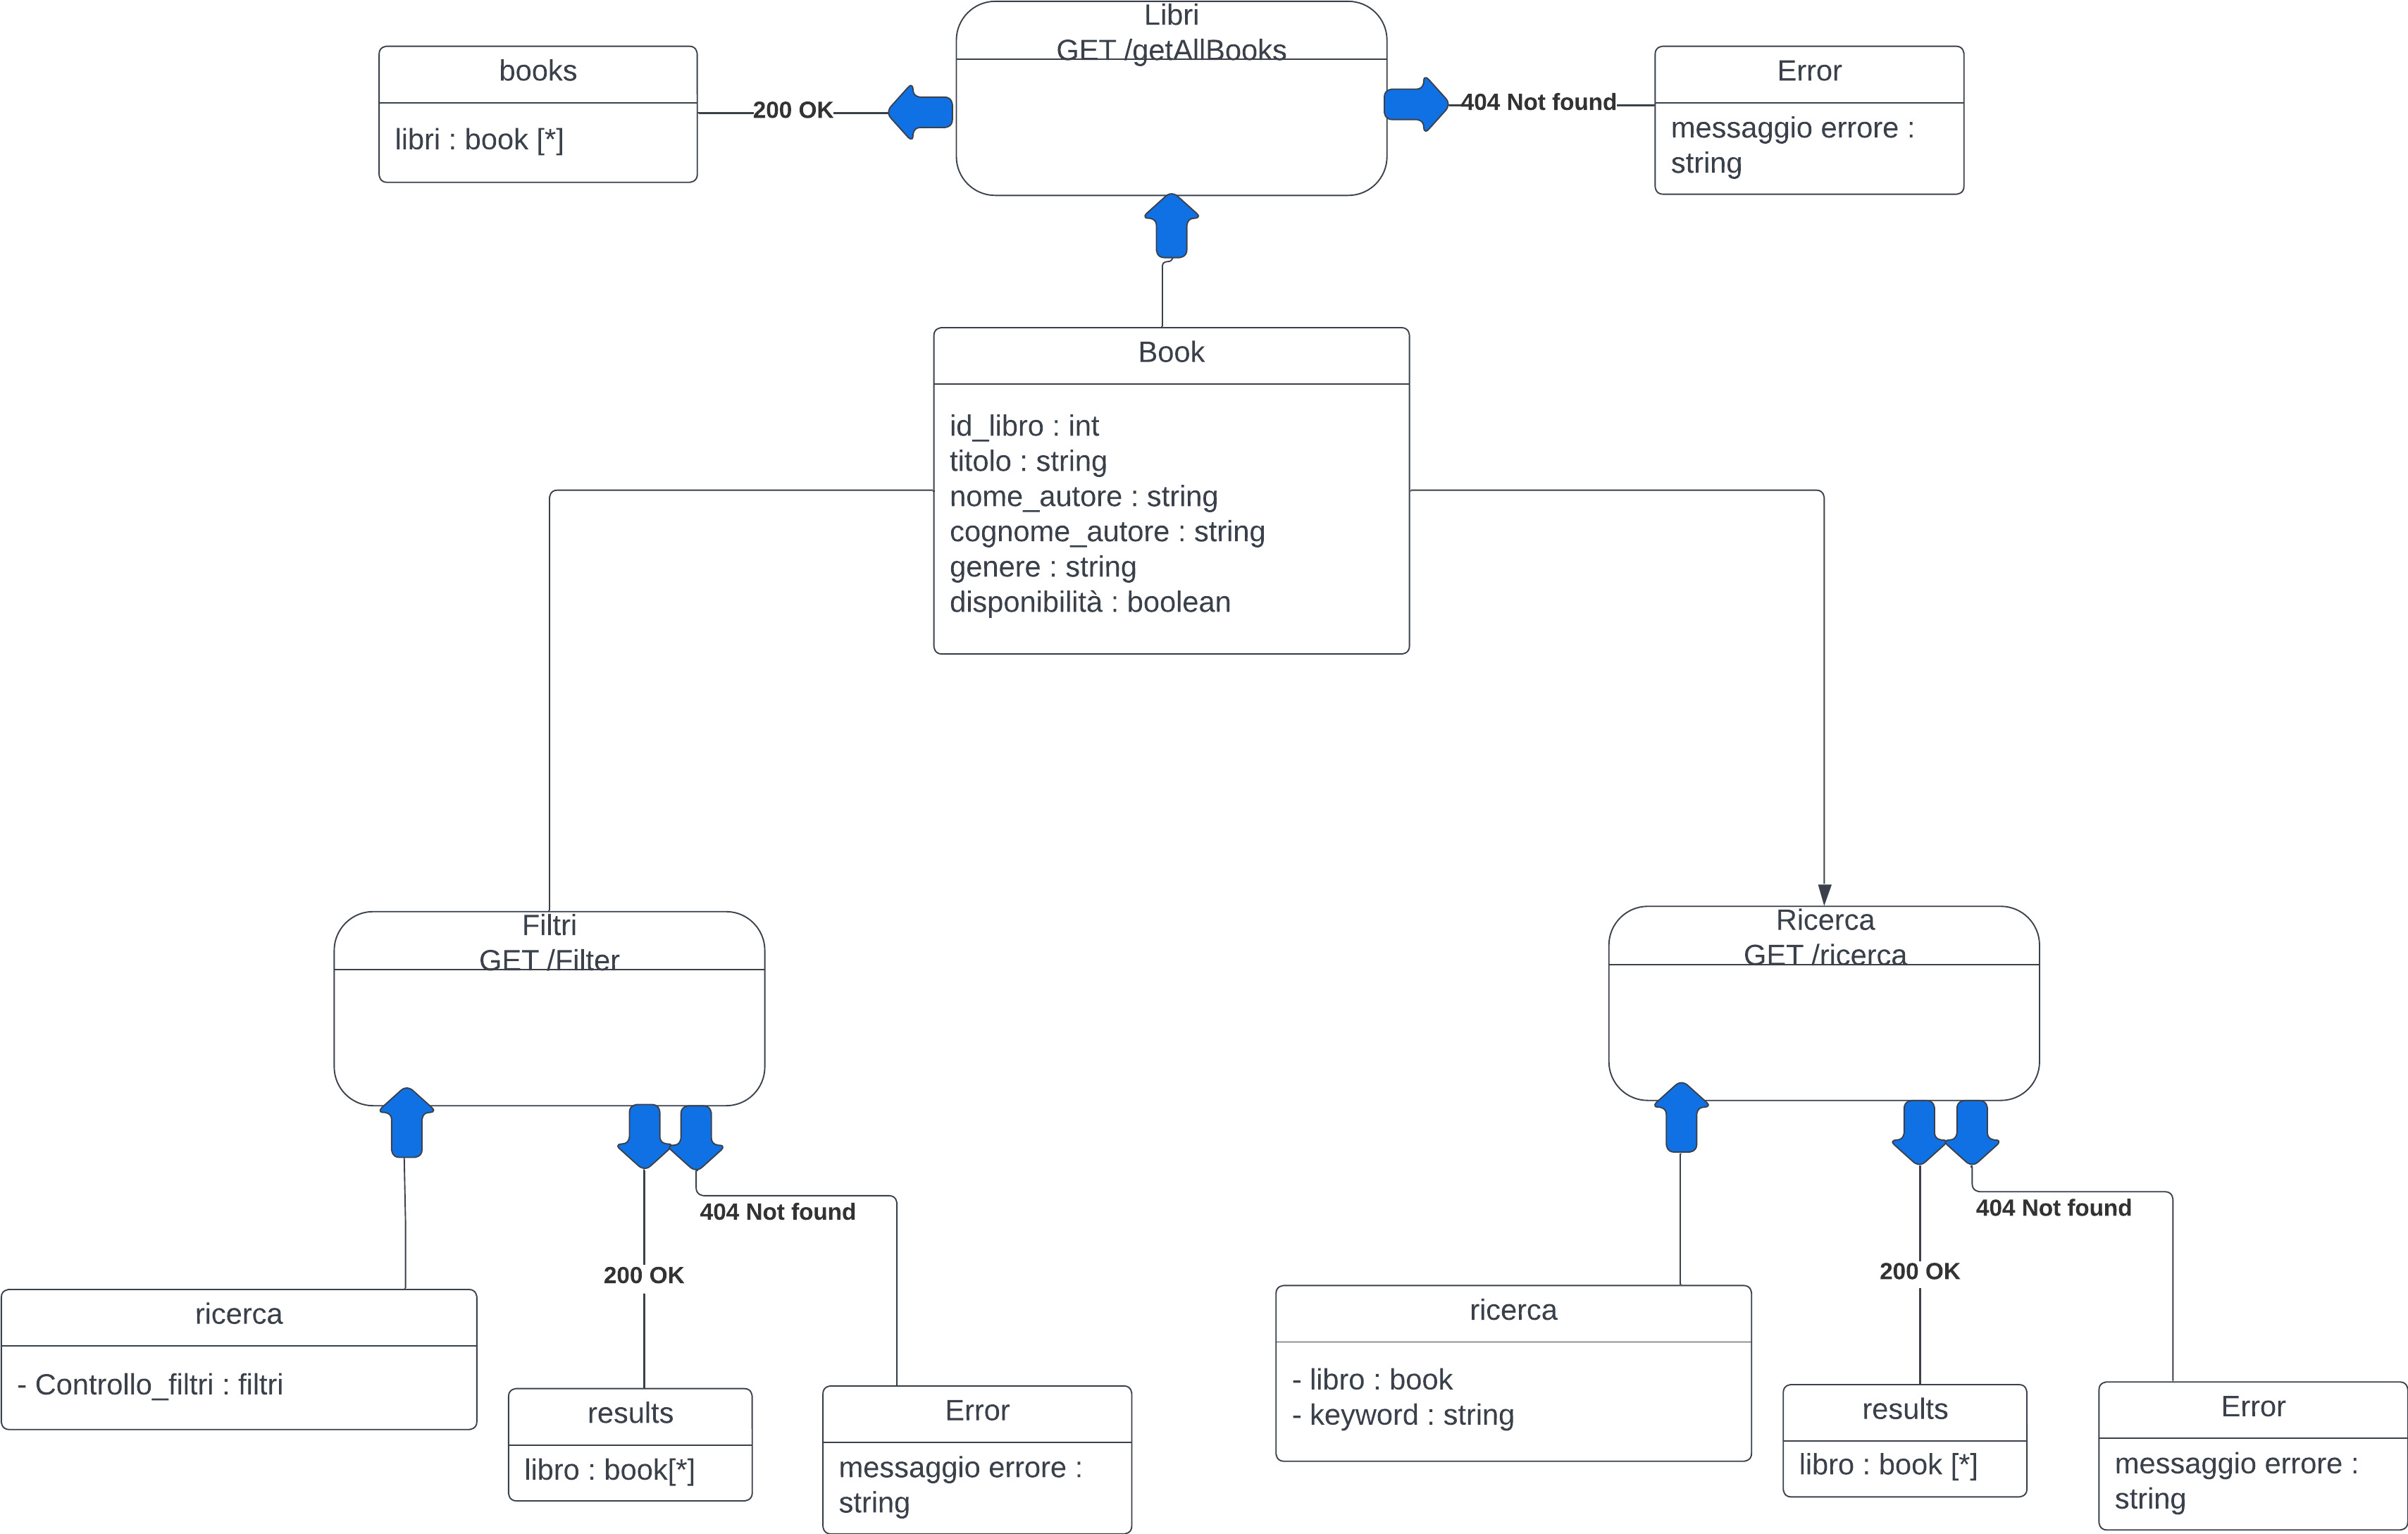 Libri
GET /getAllBooks
books
libri : book [*]
200 OK
404 Not found
Error
messaggio errore :
string
Book
id_libro : int
titolo : string
nome_autore : string
cognome_autore : string
genere : string
disponibilità : boolean
Filtri
GET /Filter
404 Not found
200 OK
ricerca
- Controllo_filtri : filtri
results
libro : book[*]
Error
messaggio errore :
string
Ricerca
GET /ricerca
404 Not found
200 OK
ricerca
- libro : book
- keyword : string
results
libro : book [*]
Error
messaggio errore :
string